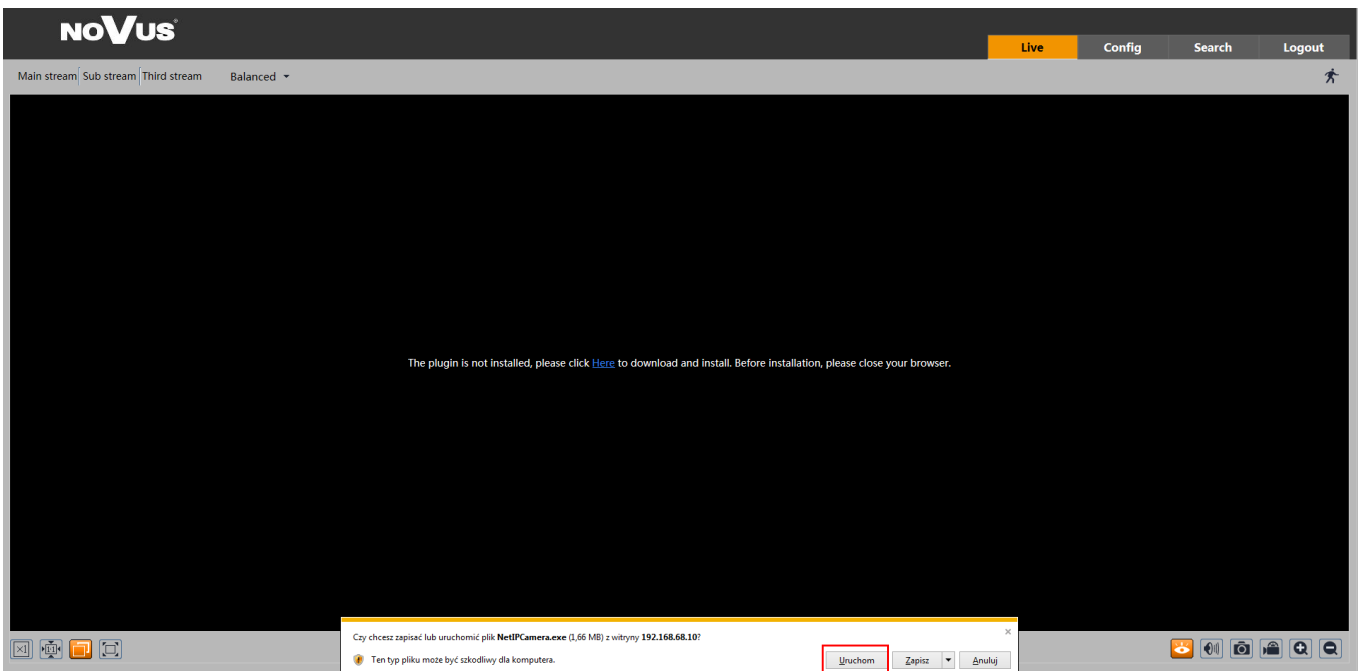 NOVUS
Live Config Search Logout
Main stream Sub stream Third stream Balanced
The plugin is not installed, please click Here to download and install. Before installation, please close your browser.
Czy chcesz zapisać lub uruchomić plik NetIPCamera.exe (1,66 MB) z witryny 192.168.68.10?
Ten typ pliku może być szkodliwy dla komputera.
Uruchom Zapisz Anuluj
×1 1:1